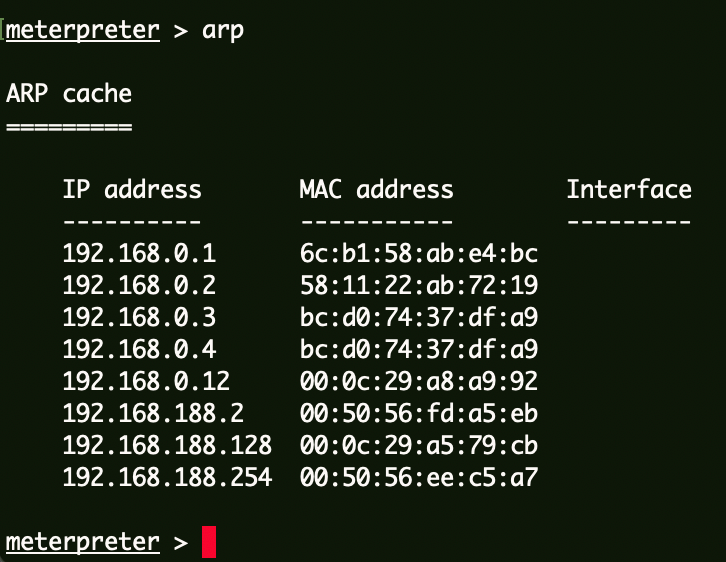 meterpreter > arp
ARP cache
=========
IP address MAC address Interface
---------- ----------- ---------
192.168.0.1 6c:b1:58:ab:e4:bc
192.168.0.2 58:11:22:ab:72:19
192.168.0.3 bc:d0:74:37:df:a9
192.168.0.4 bc:d0:74:37:df:a9
192.168.0.12 00:0c:29:a8:a9:92
192.168.188.2 00:50:56:fd:a5:eb
192.168.188.128 00:0c:29:a5:79:cb
192.168.188.254 00:50:56:ee:c5:a7
meterpreter >